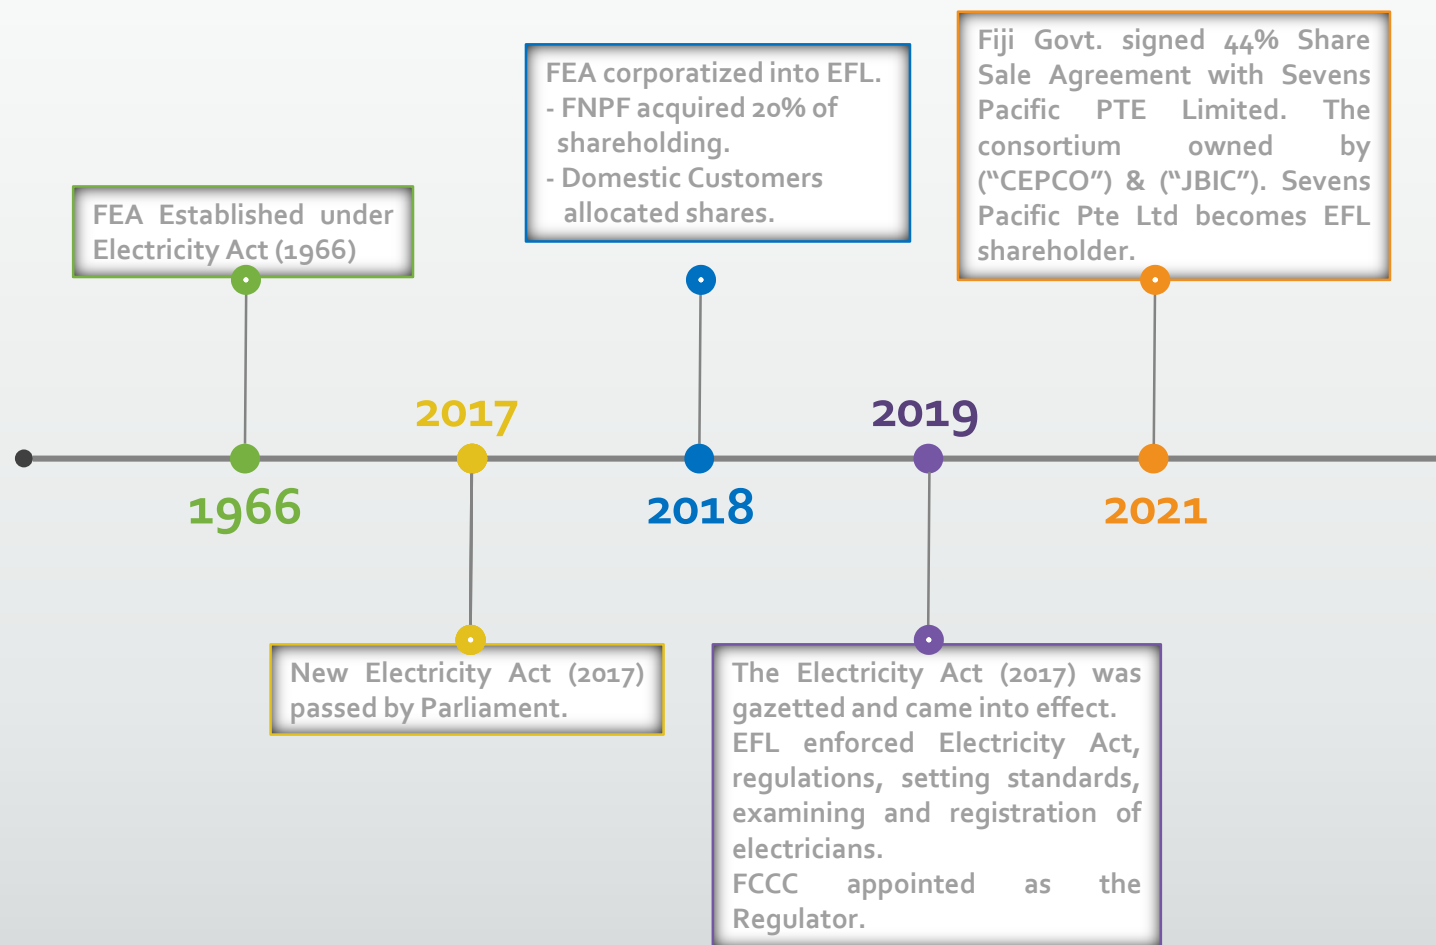 FEA Established under
Electricity Act (1966)
1966
2017
New Electricity Act (2017)
passed by Parliament.
FEA corporatized into EFL.
- FNPF acquired 20% of
shareholding.
- Domestic Customers
allocated shares.
2018
2019
The Electricity Act (2017) was
gazetted and came into effect.
EFL enforced Electricity Act,
regulations, setting standards,
examining and registration of
electricians.
FCCC appointed as the
Regulator.
Fiji Govt. signed 44% Share
Sale Agreement with Sevens
Pacific PTE Limited. The
consortium owned by
(“CEPCO”) & (“JBIC”). Sevens
Pacific Pte Ltd becomes EFL
shareholder.
2021